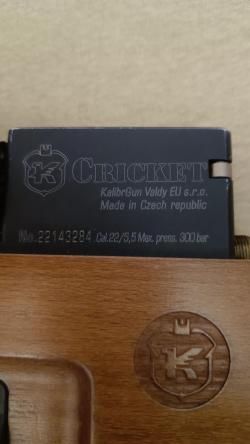 K CRICKET
KalibrGun Valdy EU s.r.o.
Made in Czech republic
No.22143284 Cal.22/5,5 Max. press. 300 bar
K